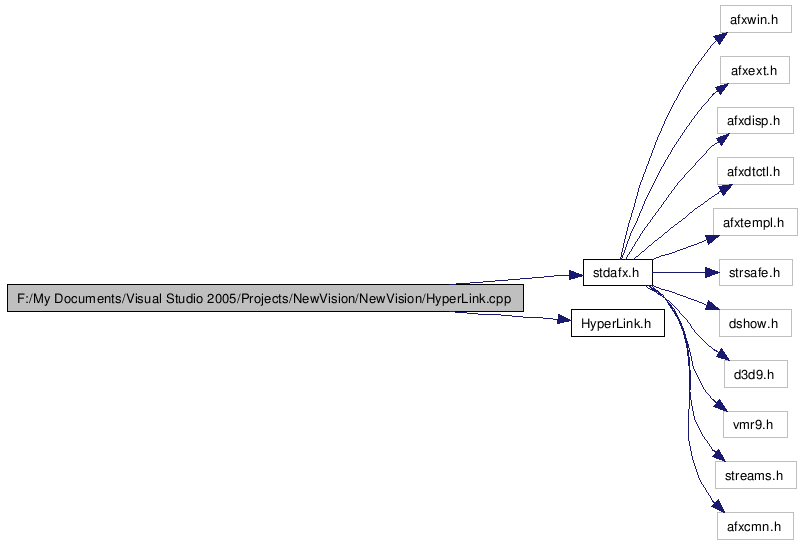 afxwin.h
afxext.h
afxdisp.h
afxdtctl.h
afxtempl.h
stdafx.h
strsafe.h
F:/My Documents/Visual Studio 2005/Projects/NewVision/NewVision/HyperLink.cpp
HyperLink.h
dshow.h
d3d9.h
vmr9.h
streams.h
afxcmn.h